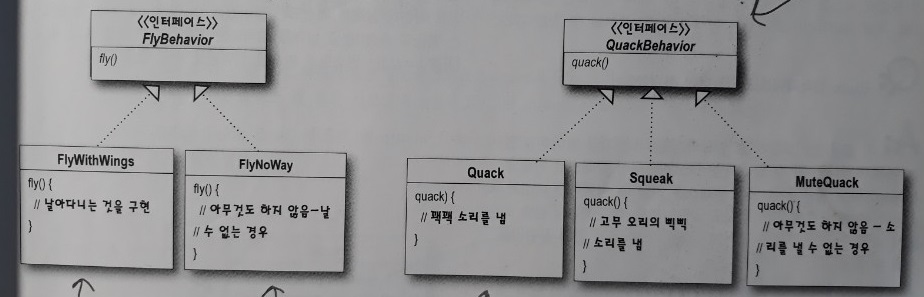 <<인터페이스>>
FlyBehavior
fly()
FlyWithWings
fly() {
// 날아다니는 것을 구현
}
FlyNoWay
fly() {
// 아무것도 하지 않음-날
// 수 없는 경우
}
<<인터페이스>>
QuackBehavior
quack()
Quack
quack) {
// 꽥꽥 소리를 냄
}
Squeak
quack() {
// 고무 오리의 삑삑
// 소리를 냄
}
MuteQuack
quack() {
// 아무것도 하지 않음 - 소
// 리를 낼 수 없는 경우
}